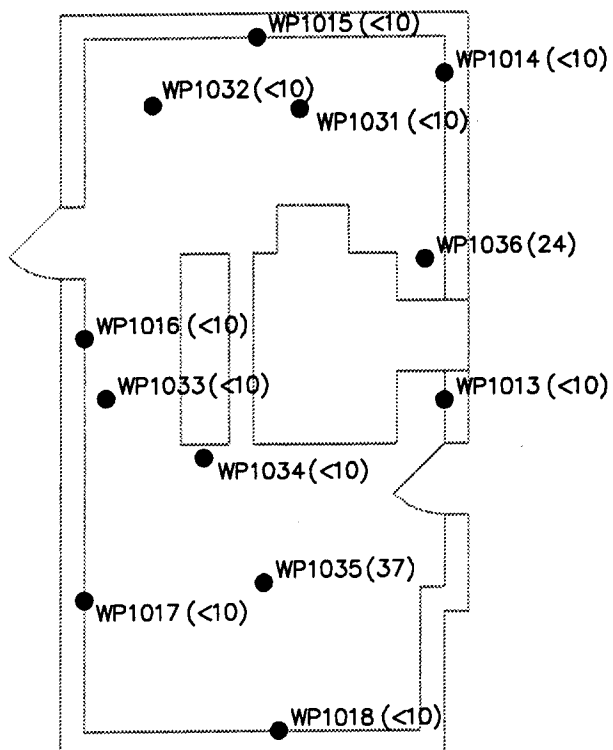 WP1015 (<10)
WP1014 (<10)
WP1032 (<10)
WP1031 (<10)
WP1036 (24)
WP1016 (<10)
WP1033 (<10)
WP1013 (<10)
WP1034 (<10)
WP1035 (37)
WP1017 (<10)
WP1018 (<10)